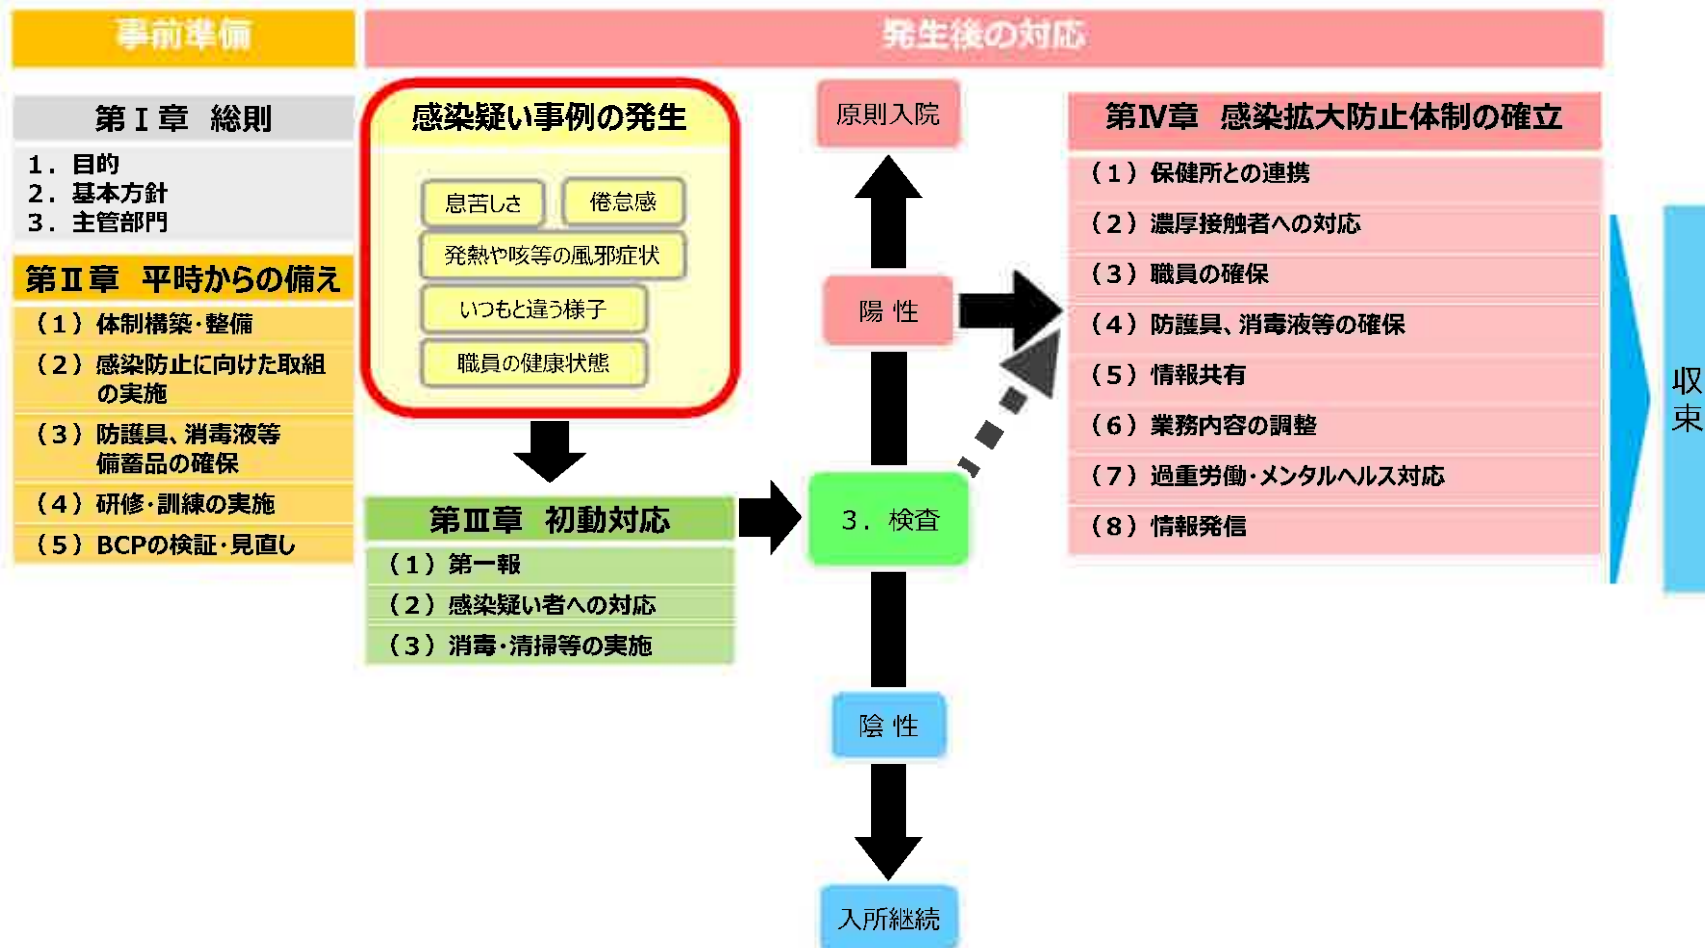 事前準備
発生後の対応
第Ⅰ章 総則
1. 目的
2. 基本方針
3. 主管部門
第Ⅱ章 平時からの備え
(1)体制構築・整備
(2)感染防止に向けた取組
の実施
(3)防護具、消毒液等
備蓄品の確保
(4)研修・訓練の実施
(5)BCPの検証・見直し
感染疑い事例の発生
息苦しさ
倦怠感
発熱や咳等の風邪症状
いつもと違う様子
職員の健康状態
第Ⅲ章 初動対応
(1)第一報
(2)感染疑い者への対応
(3)消毒・清掃等の実施
原則入院
陽性
3. 検査
陰性
入所継続
第Ⅳ章 感染拡大防止体制の確立
(1)保健所との連携
(2)濃厚接触者への対応
(3)職員の確保
(4)防護具、消毒液等の確保
(5)情報共有
(6)業務内容の調整
(7)過重労働・メンタルヘルス対応
(8)情報発信
収束